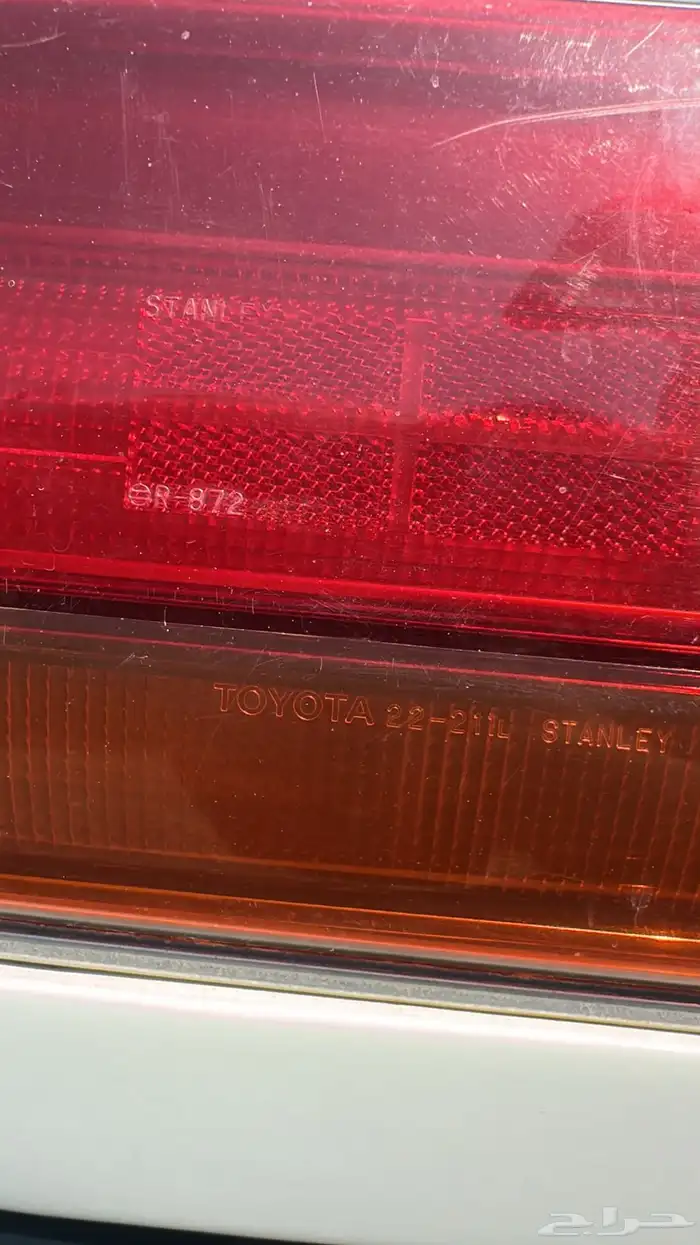 STANLEY
R-872
TOYOTA 22-211L STANLEY
حراج